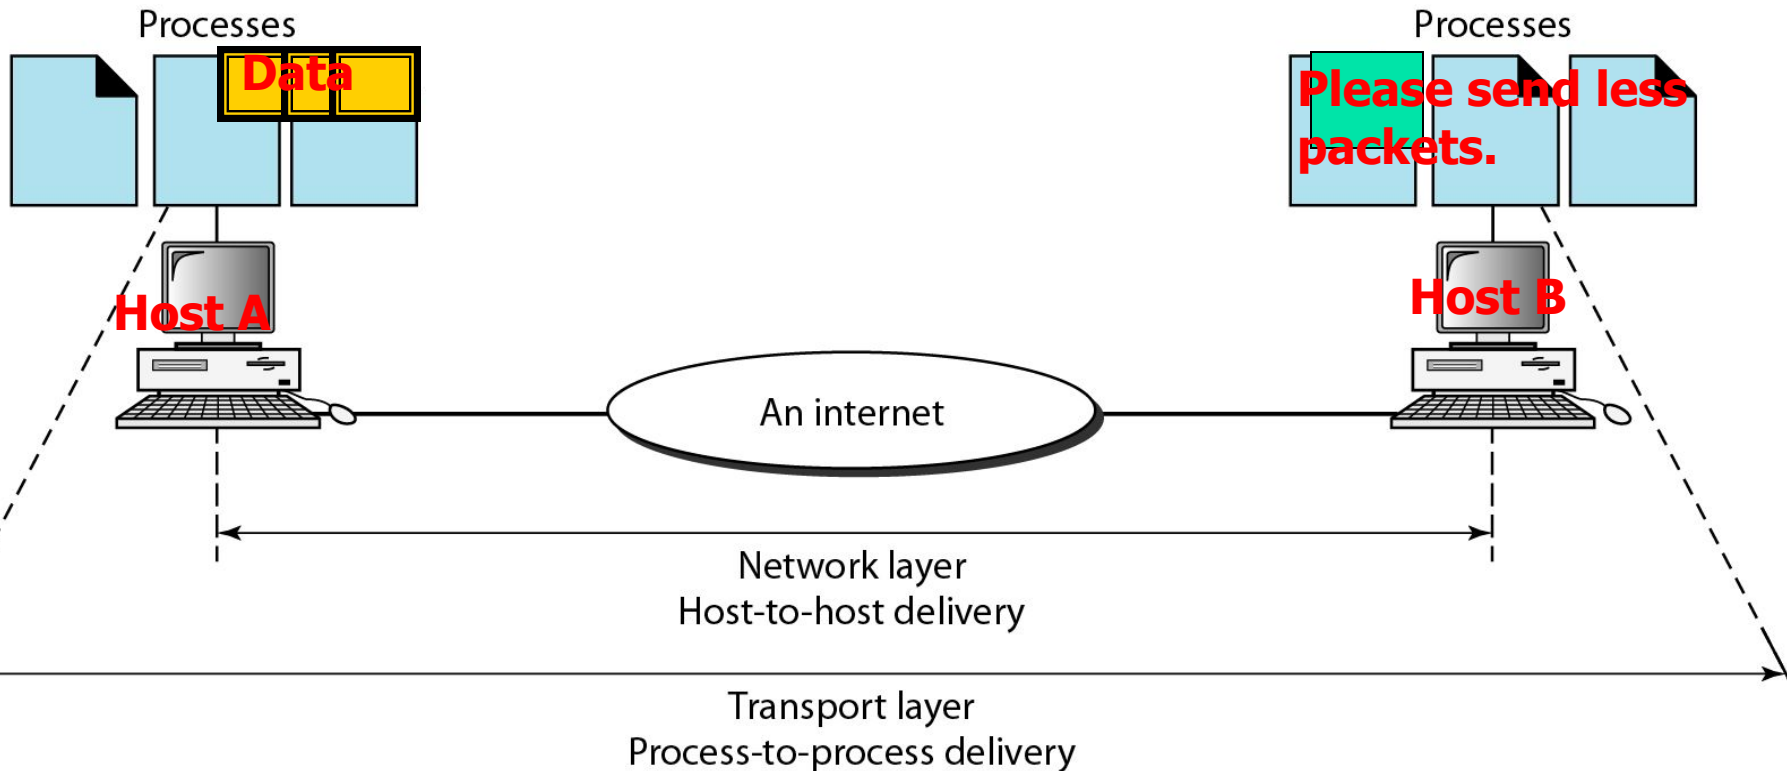 Processes
Processes
Data
Please send less
packets.
Host A
Host B
An internet
Network layer
Host-to-host delivery
Transport layer
Process-to-process delivery